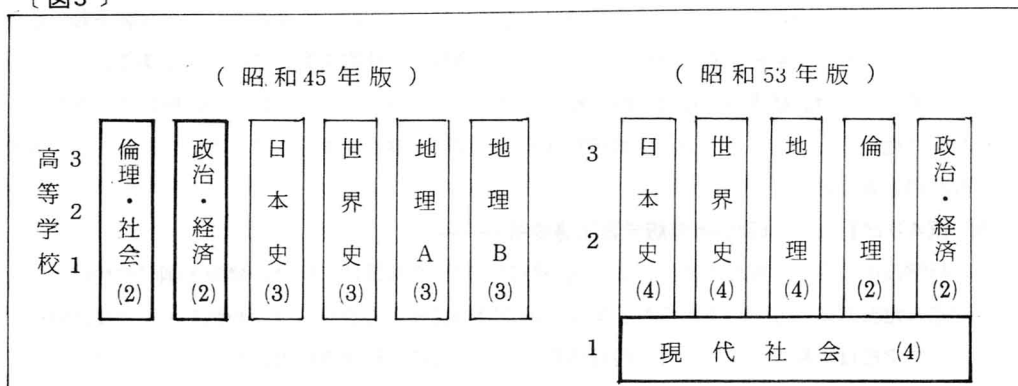 〔図3〕
(昭和45年版)
高等学校
3
2
1
倫理・社会(2)
政治・経済(2)
日本史(3)
世界史(3)
地理A(3)
地理B(3)
(昭和53年版)
3
2
1
日本史(4)
世界史(4)
地理(4)
倫理(2)
政治・経済(2)
現代社会(4)